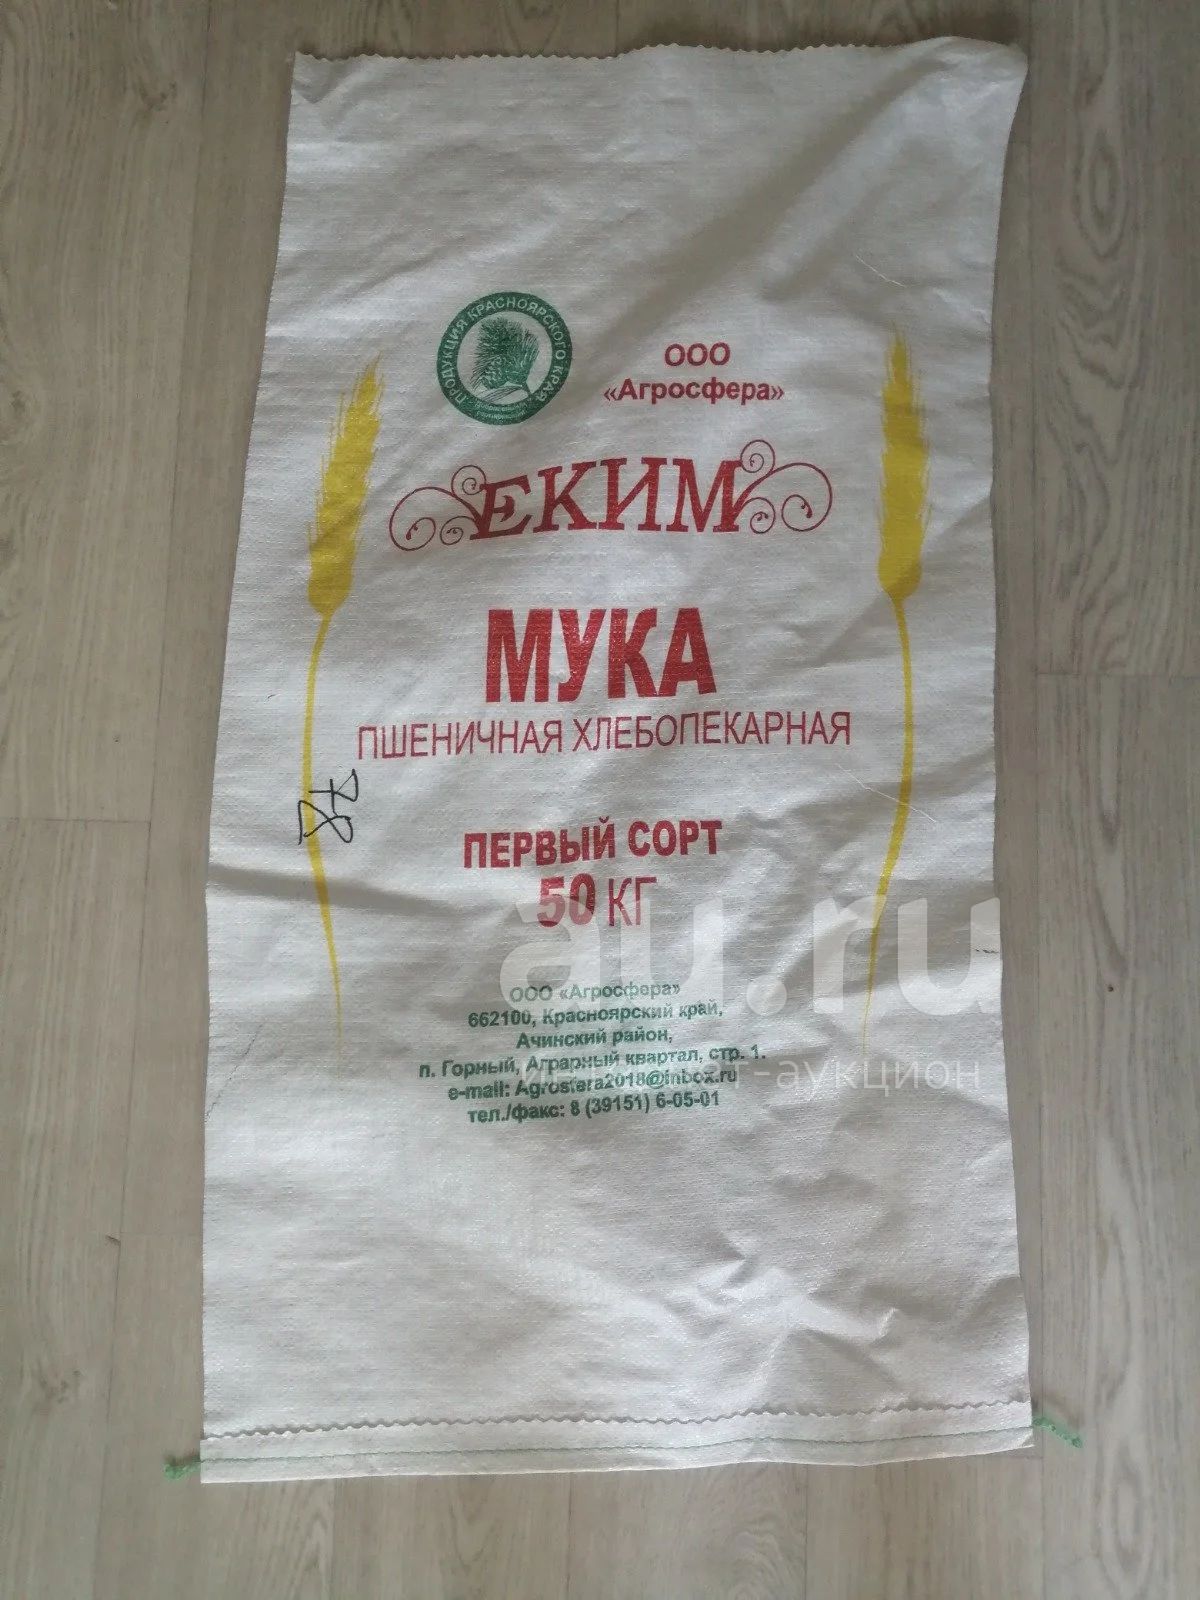 ПРОДУКЦИЯ КРАСНОЯРСКОГО КРАЯ
ООО
«Агросфера»
ЕКИМ
МУКА
ПШЕНИЧНАЯ ХЛЕБОПЕКАРНАЯ
ПЕРВЫЙ СОРТ
50 КГ
ООО «Агросфера»
662100, Красноярский край,
Ачинский район,
п. Горный, Аграрный квартал, стр. 1.
e-mail: Agrosfera2018@inbox.ru
тел./факс: 8 (39151) 6-05-01
au.ru
интернет-аукцион